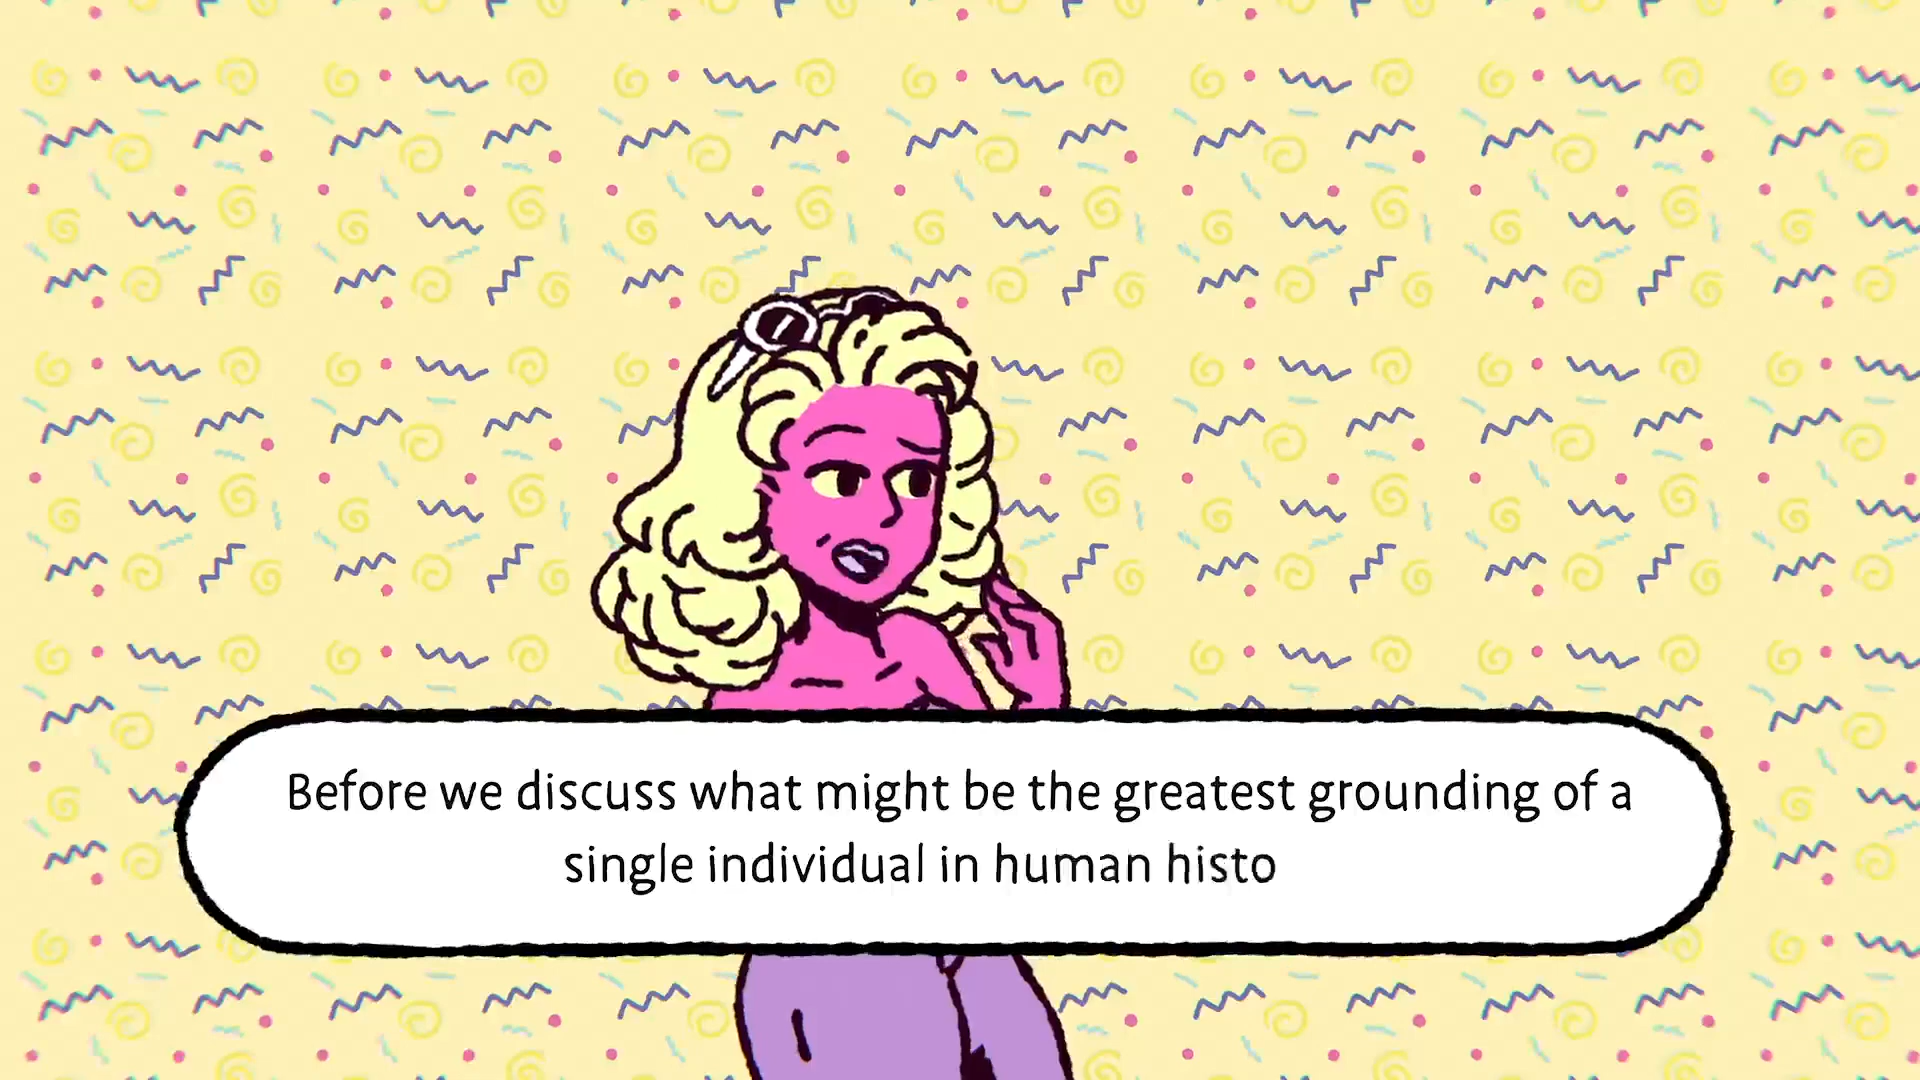 Before we discuss what might be the greatest grounding of a
single individual in human histo